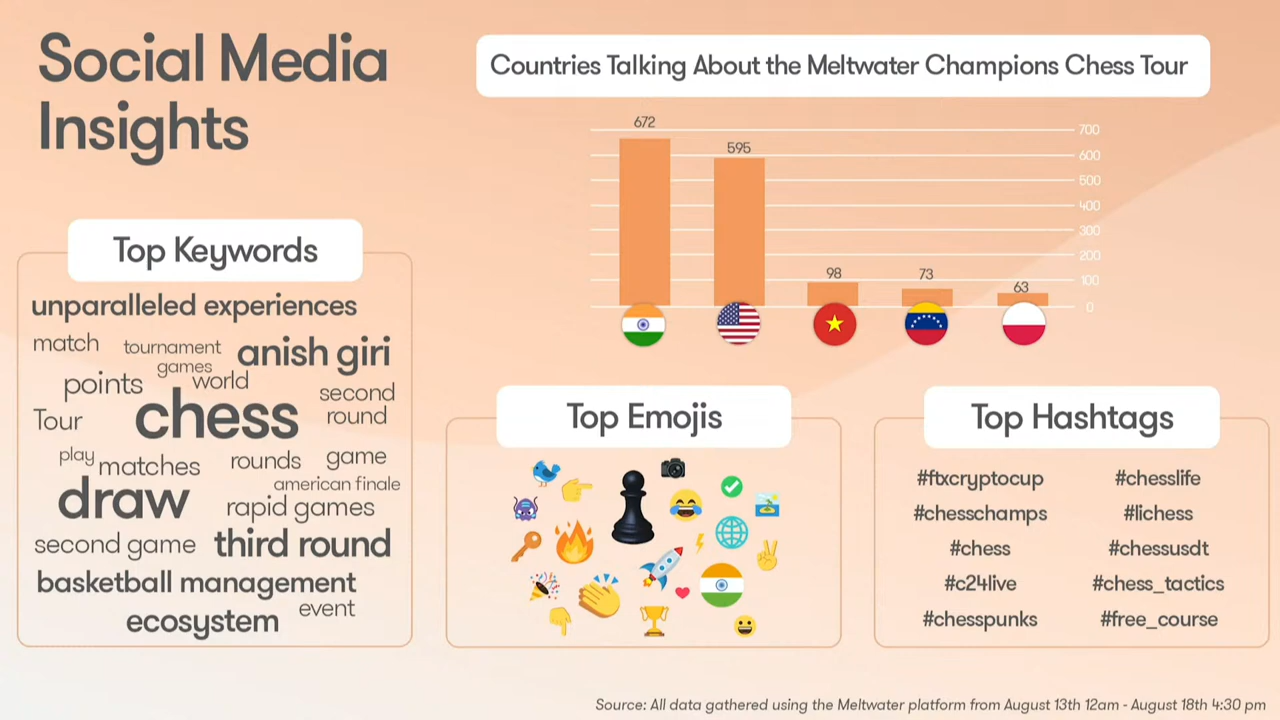 Social Media
Insights
Countries Talking About the Meltwater Champions Chess Tour
672
595
98
73
63
700
600
500
400
300
200
100
0
Top Keywords
unparalleled experiences
match tournament anish giri
games
points world second
Tour chess round
play matches rounds game
american finale
draw rapid games
second game third round
basketball management
ecosystem event
Top Emojis
Top Hashtags
#ftxcryptocup #chesslife
#chesschamps #lichess
#chess #chessusdt
#c24live #chess_tactics
#chesspunks #free_course
Source: All data gathered using the Meltwater platform from August 13th 12am - August 18th 4:30 pm